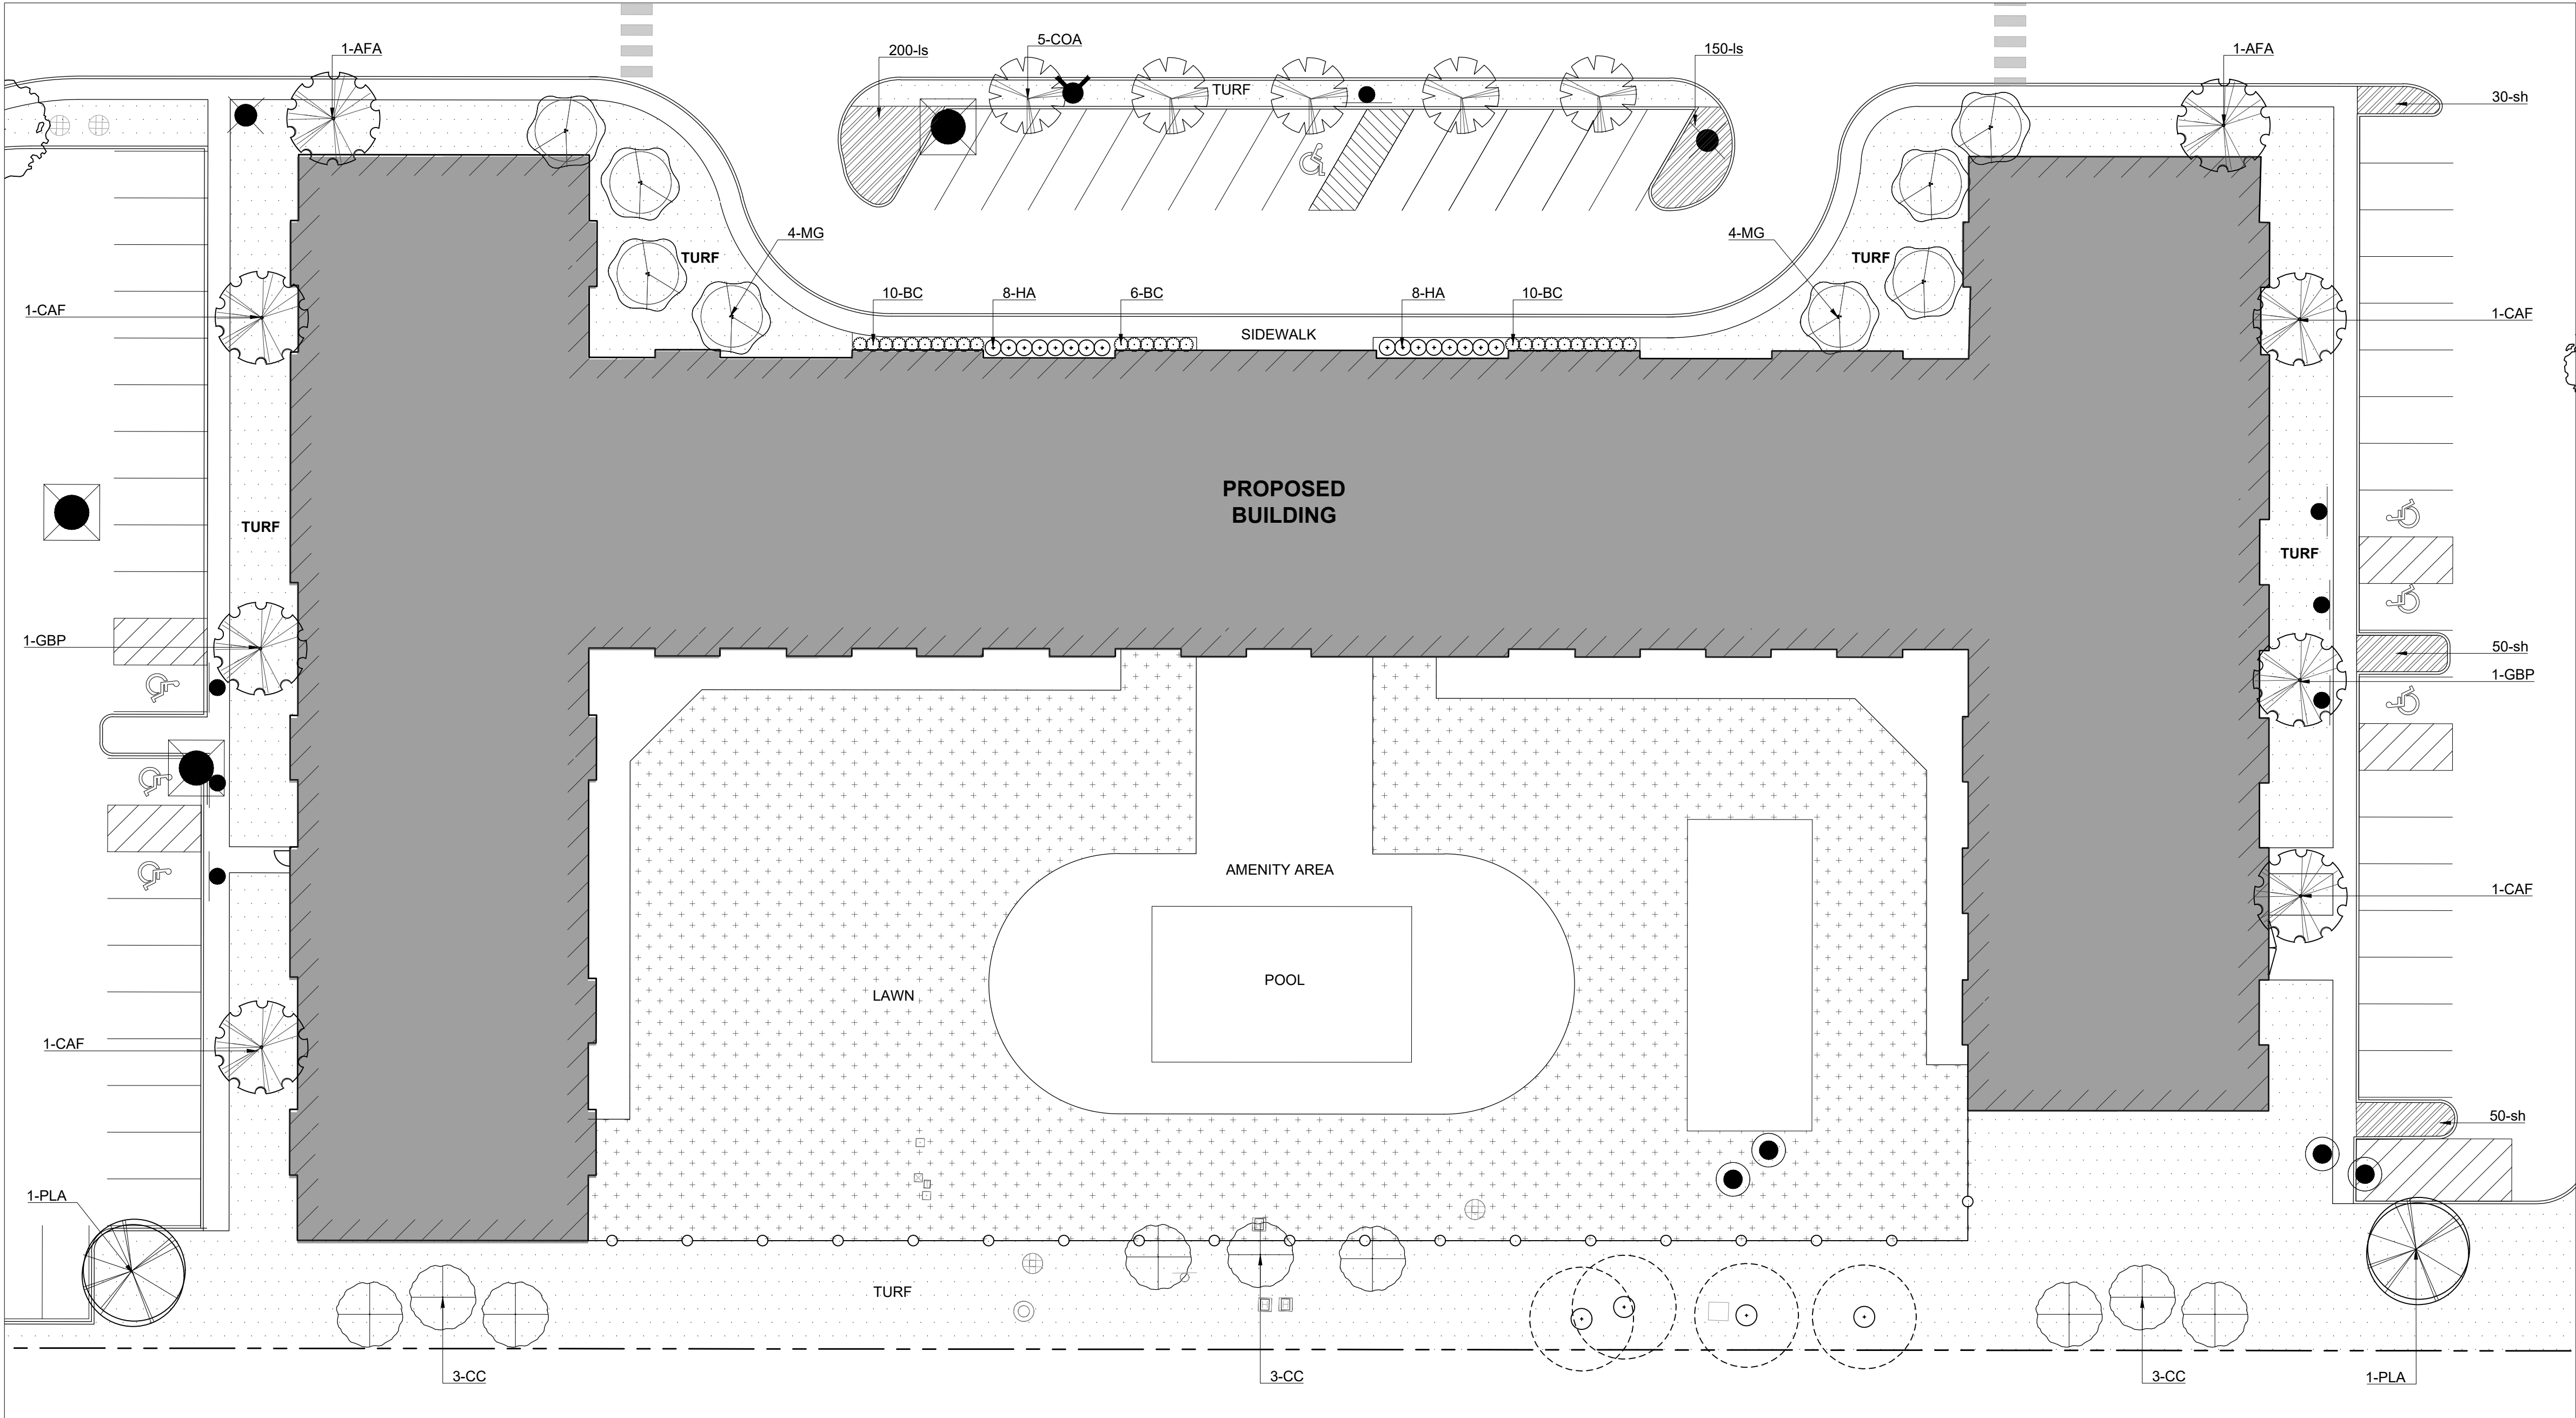 5-COA
1-AFA
200-ls
150-ls
1-AFA
TURF
30-sh
4-MG
4-MG
TURF
TURF
10-BC
8-HA
6-BC
8-HA
10-BC
1-CAF
1-CAF
SIDEWALK
PROPOSED
BUILDING
TURF
TURF
1-GBP
50-sh
1-GBP
AMENITY AREA
1-CAF
POOL
LAWN
1-CAF
50-sh
1-PLA
TURF
3-CC
3-CC
3-CC
1-PLA